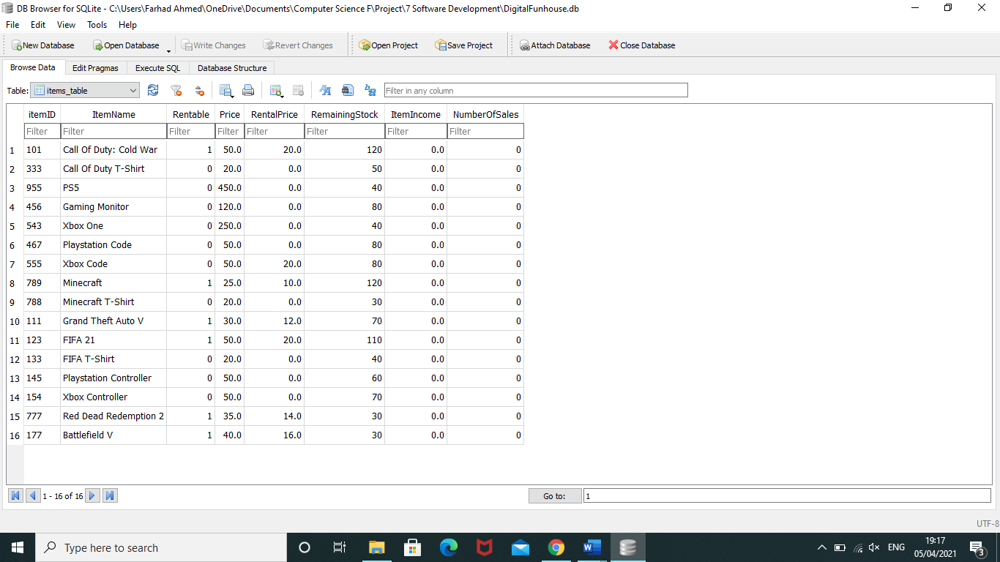 DB Browser for SQLite - C:\Users\Farhad Ahmed\OneDrive\Documents\Computer Science F\Project\7 Software Development\DigitalFunhouse.db
File Edit View Tools Help
New Database Open Database Write Changes Revert Changes Open Project Save Project Attach Database Close Database
Browse Data Edit Pragmas Execute SQL Database Structure
Table: items_table Filter in any column
itemID ItemName Rentable Price RentalPrice RemainingStock ItemIncome NumberOfSales
Filter Filter Filter Filter Filter Filter Filter Filter
1 101 Call Of Duty: Cold War 1 50.0 20.0 120 0.0 0
2 333 Call Of Duty T-Shirt 0 20.0 0.0 50 0.0 0
3 955 PS5 0 450.0 0.0 40 0.0 0
4 456 Gaming Monitor 0 120.0 0.0 80 0.0 0
5 543 Xbox One 0 250.0 0.0 40 0.0 0
6 467 Playstation Code 0 50.0 0.0 80 0.0 0
7 555 Xbox Code 0 50.0 20.0 80 0.0 0
8 789 Minecraft 1 25.0 10.0 120 0.0 0
9 788 Minecraft T-Shirt 0 20.0 0.0 30 0.0 0
10 111 Grand Theft Auto V 1 30.0 12.0 70 0.0 0
11 123 FIFA 21 1 50.0 20.0 110 0.0 0
12 133 FIFA T-Shirt 0 20.0 0.0 40 0.0 0
13 145 Playstation Controller 0 50.0 0.0 60 0.0 0
14 154 Xbox Controller 0 50.0 0.0 70 0.0 0
15 777 Red Dead Redemption 2 1 35.0 14.0 30 0.0 0
16 177 Battlefield V 1 40.0 16.0 30 0.0 0
1 - 16 of 16 Go to: 1
UTF-8
Type here to search ENG 19:17
05/04/2021 3